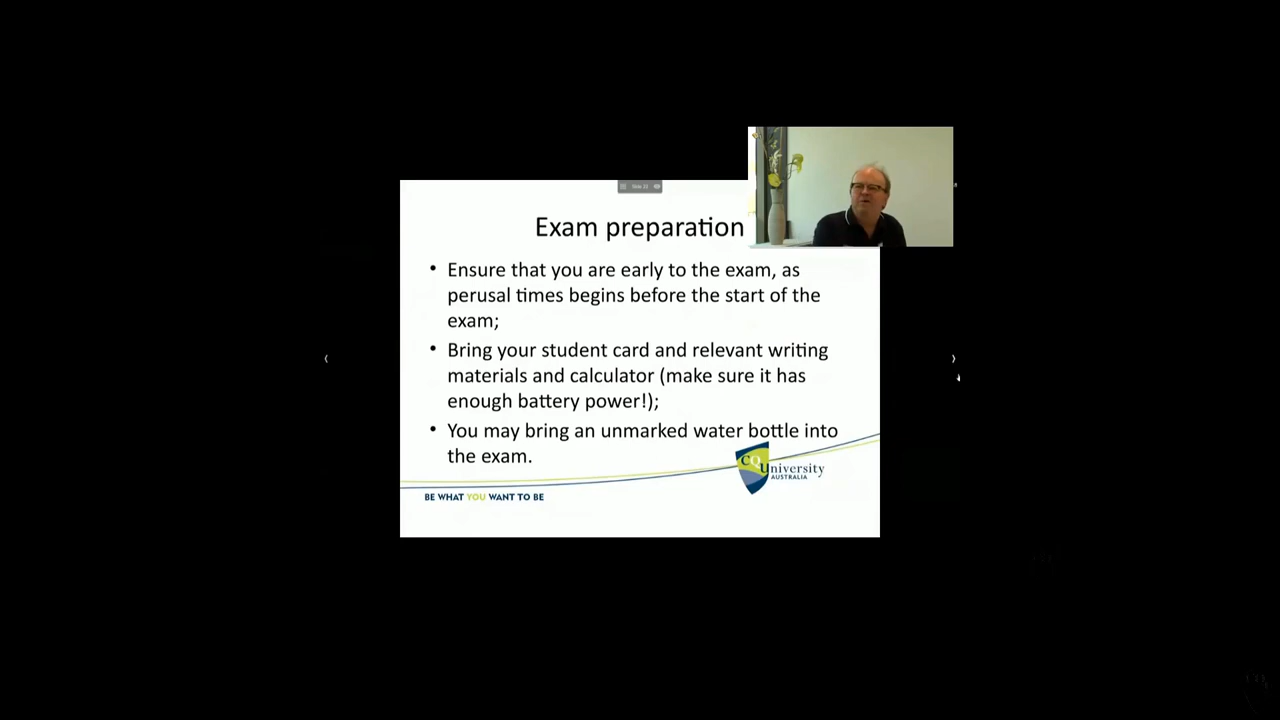 Slide 23
Exam preparation
• Ensure that you are early to the exam, as
perusal times begins before the start of the
exam;
• Bring your student card and relevant writing
materials and calculator (make sure it has
enough battery power!);
• You may bring an unmarked water bottle into
the exam.
CQUniversity
AUSTRALIA
BE WHAT YOU WANT TO BE